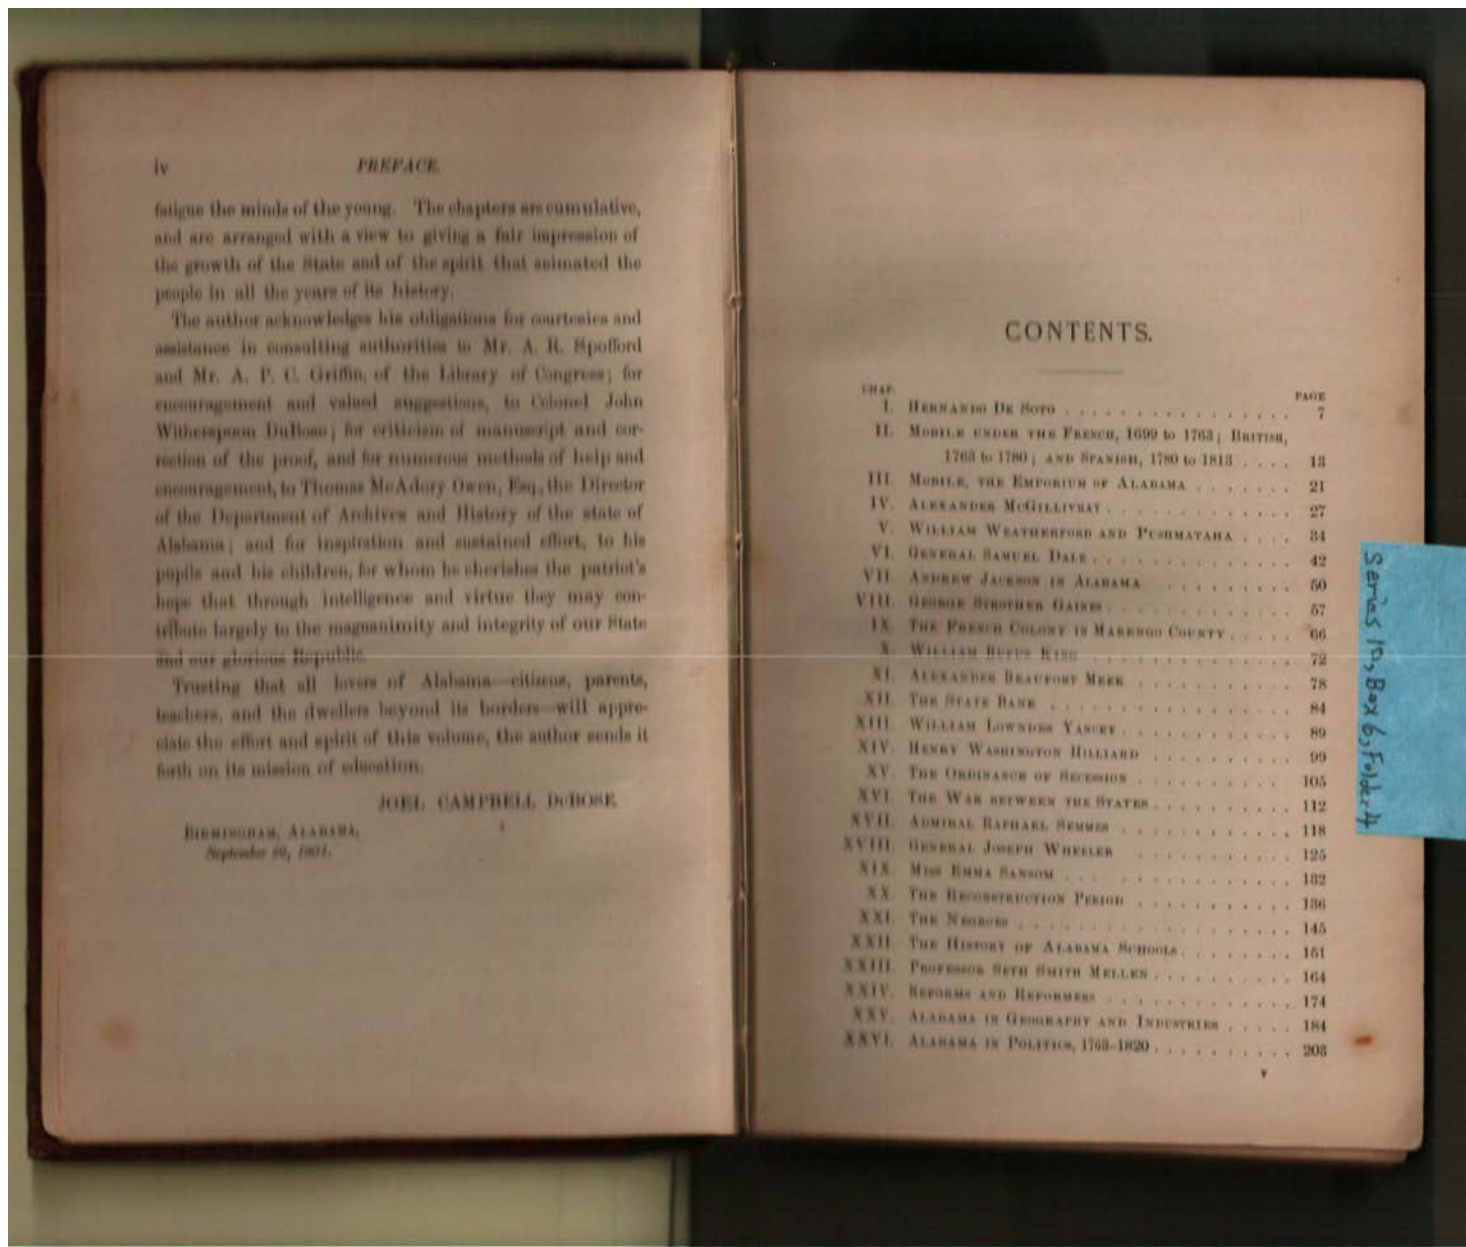 iv PREFACE.
fatigue the minds of the young. The chapters are cumulative,
and are arranged with a view to giving a fair impression of
the growth of the State and of the spirit that animated the
people in all the years of its history.
The author acknowledges his obligations for courtesies and
assistance in consulting authorities to Mr. A. R. Spofford
and Mr. A. P. C. Griffin, of the Library of Congress; for
encouragement and valued suggestions, to Colonel John
Witherspoon DuBose; for criticism of manuscript and cor-
rection of the proof, and for numerous methods of help and
encouragement, to Thomas McAdory Owen, Esq., the Director
of the Department of Archives and History of the state of
Alabama; and for inspiration and sustained effort, to his
pupils and his children, for whom he cherishes the patriot's
hope that through intelligence and virtue they may con-
tribute largely to the magnanimity and integrity of our State
and our glorious Republic.
Trusting that all lovers of Alabama—citizens, parents,
teachers, and the dwellers beyond its borders—will appre-
ciate the effort and spirit of this volume, the author sends it
forth on its mission of education.
JOEL CAMPBELL DuBOSE.
BIRMINGHAM, ALABAMA,
September
CONTENTS.
CHAP. PAGE
I. HERNANDO DE SOTO . . . . . . . . . . . . . . . . 7
II. MOBILE UNDER THE FRENCH, 1699 to 1763; BRITISH,
1763 to 1780; AND SPANISH, 1780 to 1813 . . . . 13
III. MOBILE, THE EMPORIUM OF ALABAMA . . . . . . . . 21
IV. ALEXANDER McGILLIVRAY . . . . . . . . . . . . . 27
V. WILLIAM WEATHERFORD AND PUSHMATAHA . . . . 34
VI. GENERAL SAMUEL DALE . . . . . . . . . . . . . . 42
VII. ANDREW JACKSON IN ALABAMA . . . . . . . . . . 50
VIII. GEORGE STROTHER GAINES . . . . . . . . . . . . . 57
IX. THE FRENCH COLONY IN MARENGO COUNTY . . . . . 66
X. WILLIAM RUFUS KING . . . . . . . . . . . . . . 72
XI. ALEXANDER BEAUFORT MEEK . . . . . . . . . . . 78
XII. THE STATE BANK . . . . . . . . . . . . . . . . . 84
XIII. WILLIAM LOWNDES YANCEY . . . . . . . . . . . . 89
XIV. HENRY WASHINGTON HILLIARD . . . . . . . . . . 99
XV. THE ORDINANCE OF SECESSION . . . . . . . . . . . 105
XVI. THE WAR BETWEEN THE STATES . . . . . . . . . . 112
XVII. ADMIRAL RAPHAEL SEMMES . . . . . . . . . . . . 118
XVIII. GENERAL JOSEPH WHEELER . . . . . . . . . . . 125
XIX. MISS EMMA SANSOM . . . . . . . . . . . . . . . 132
XX. THE RECONSTRUCTION PERIOD . . . . . . . . . . . 136
XXI. THE NEGROES . . . . . . . . . . . . . . . . . . . 145
XXII. THE HISTORY OF ALABAMA SCHOOLS . . . . . . . . 151
XXIII. PROFESSOR SETH SMITH MELLEN . . . . . . . . . . 164
XXIV. REFORMS AND REFORMERS . . . . . . . . . . . . . 174
XXV. ALABAMA IN GEOGRAPHY AND INDUSTRIES . . . . . 184
XXVI. ALABAMA IN POLITICS, 1763-1820 . . . . . . . . . . 203
v
Series 10, Box 6, Folder 4